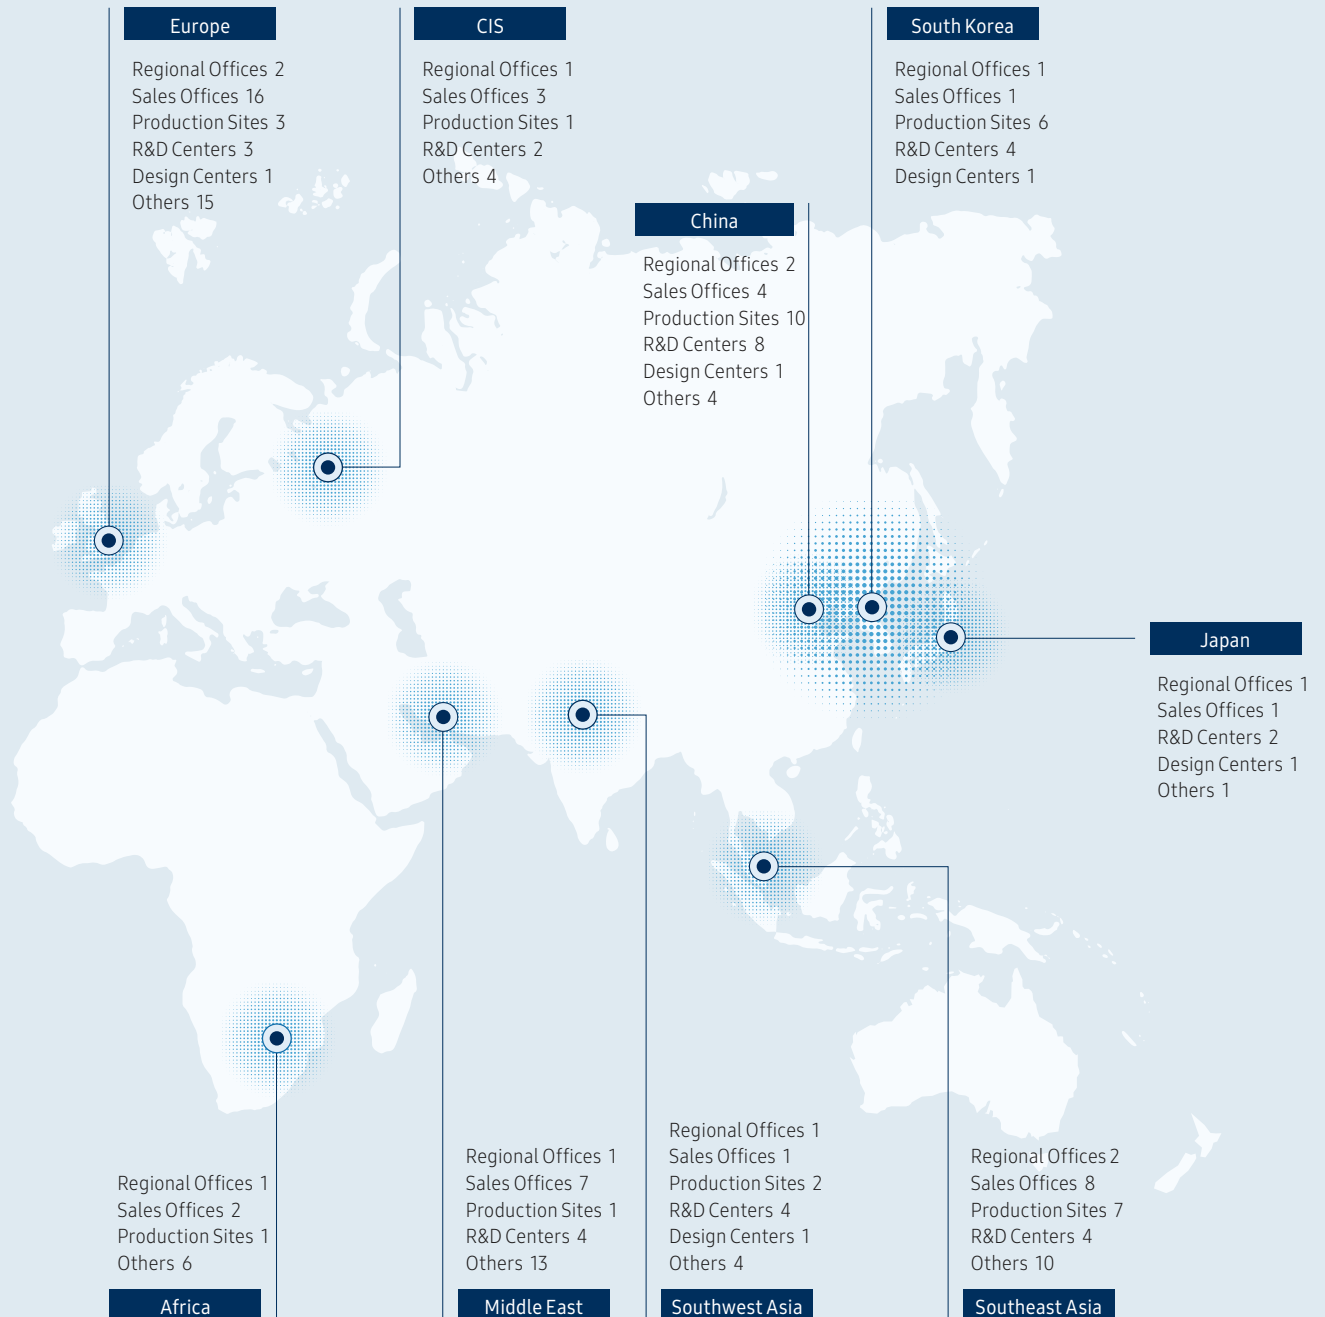 Europe
Regional Offices 2
Sales Offices 16
Production Sites 3
R&D Centers 3
Design Centers 1
Others 15
CIS
Regional Offices 1
Sales Offices 3
Production Sites 1
R&D Centers 2
Others 4
South Korea
Regional Offices 1
Sales Offices 1
Production Sites 6
R&D Centers 4
Design Centers 1
China
Regional Offices 2
Sales Offices 4
Production Sites 10
R&D Centers 8
Design Centers 1
Others 4
Japan
Regional Offices 1
Sales Offices 1
R&D Centers 2
Design Centers 1
Others 1
Regional Offices 1
Sales Offices 2
Production Sites 1
Others 6
Africa
Regional Offices 1
Sales Offices 7
Production Sites 1
R&D Centers 4
Others 13
Middle East
Regional Offices 1
Sales Offices 1
Production Sites 2
R&D Centers 4
Design Centers 1
Others 4
Southwest Asia
Regional Offices 2
Sales Offices 8
Production Sites 7
R&D Centers 4
Others 10
Southeast Asia